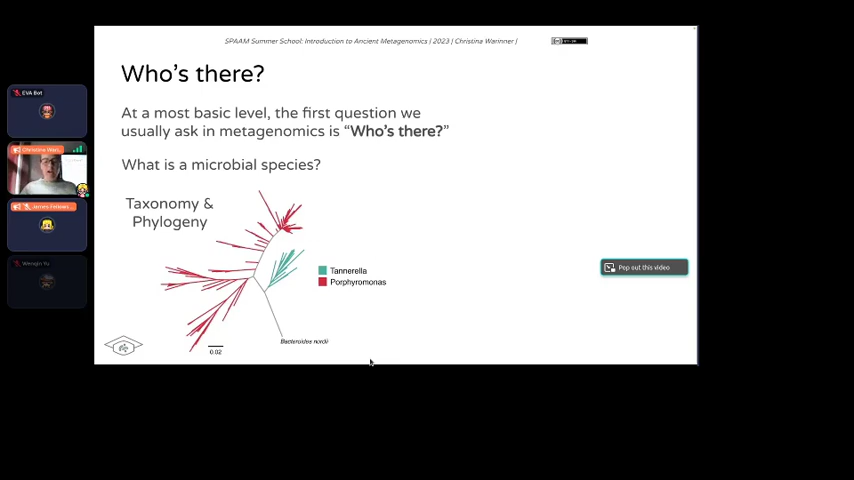 SPAAM Summer School: Introduction to Ancient Metagenomics | 2023 | Christina Warinner |
Who's there?
EVA Bot
At a most basic level, the first question we
usually ask in metagenomics is “Who's there?”
Christina Warin...
What is a microbial species?
Taxonomy &
Phylogeny
James Fellows...
Wenqin Yu
Tannerella
Porphyromonas
Pop out this video
Bacteroides nordii
0.02